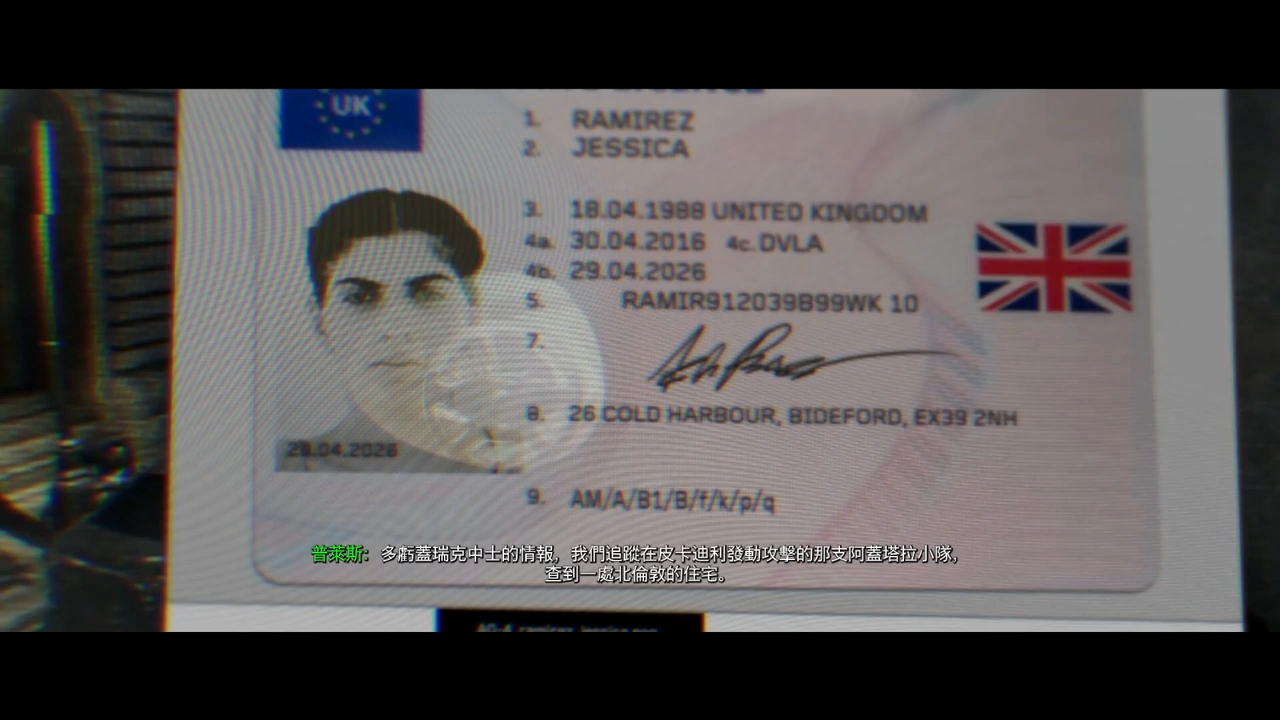 UK
1. RAMIREZ
2. JESSICA
3. 18.04.1988 UNITED KINGDOM
4a. 30.04.2016 4c. DVLA
4b. 29.04.2026
5. RAMIR912039B99WK 10
7.
8. 26 COLD HARBOUR, BIDEFORD, EX39 2NH
29.04.2026
9. AM/A/B1/B/f/k/p/q
普萊斯: 多虧蓋瑞克中士的情報, 我們追蹤在皮卡迪利發動攻擊的那支阿蓋塔拉小隊,
查到一處北倫敦的住宅。